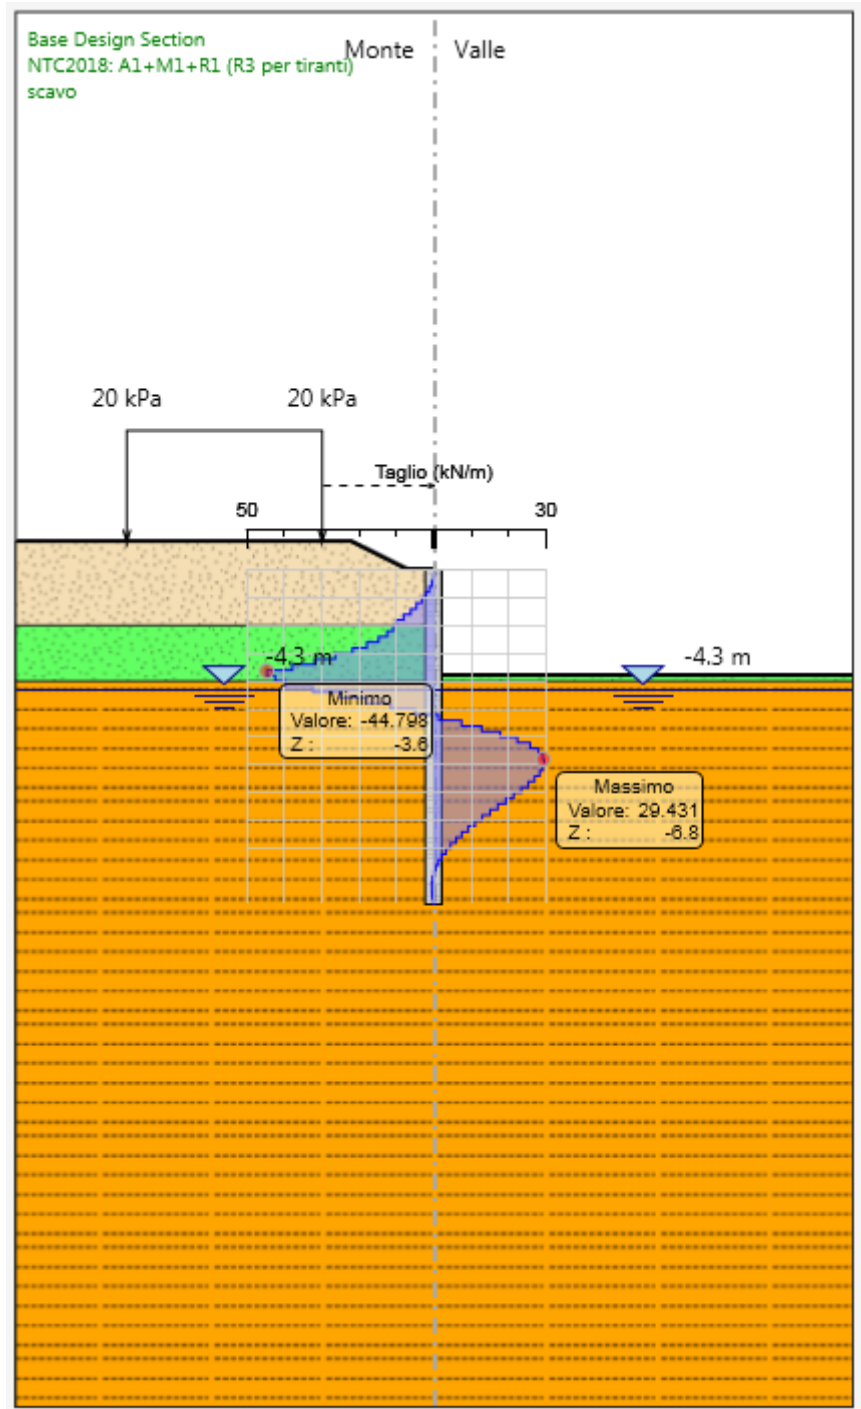 Base Design Section
NTC2018: A1+M1+R1 (R3 per tiranti)
scavo
Monte
Valle
20 kPa
20 kPa
Taglio (kN/m)
50
30
-4.3 m
-4.3 m
Minimo
Valore: -44.798
Z : -3.6
Massimo
Valore: 29.431
Z : -6.8